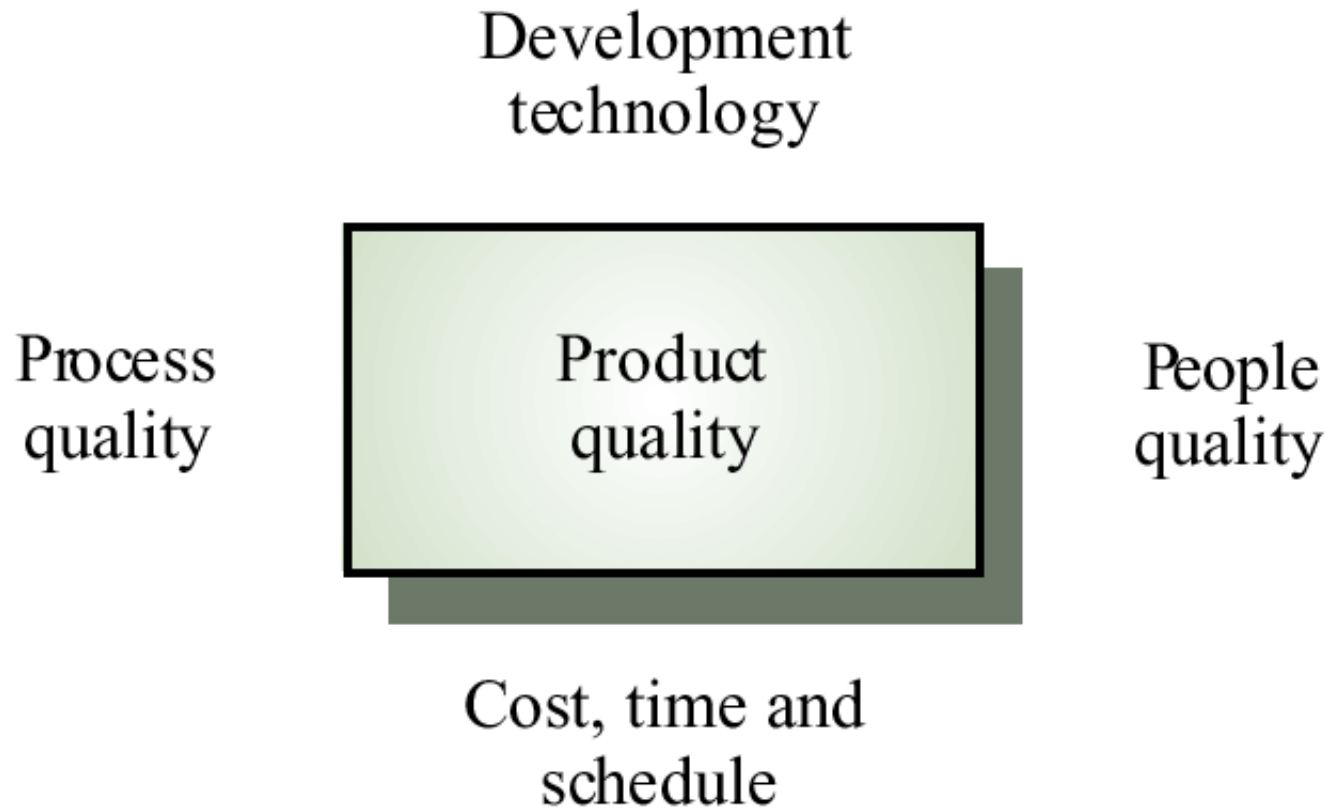 Development
technology
Process
quality
Product
quality
People
quality
Cost, time and
schedule